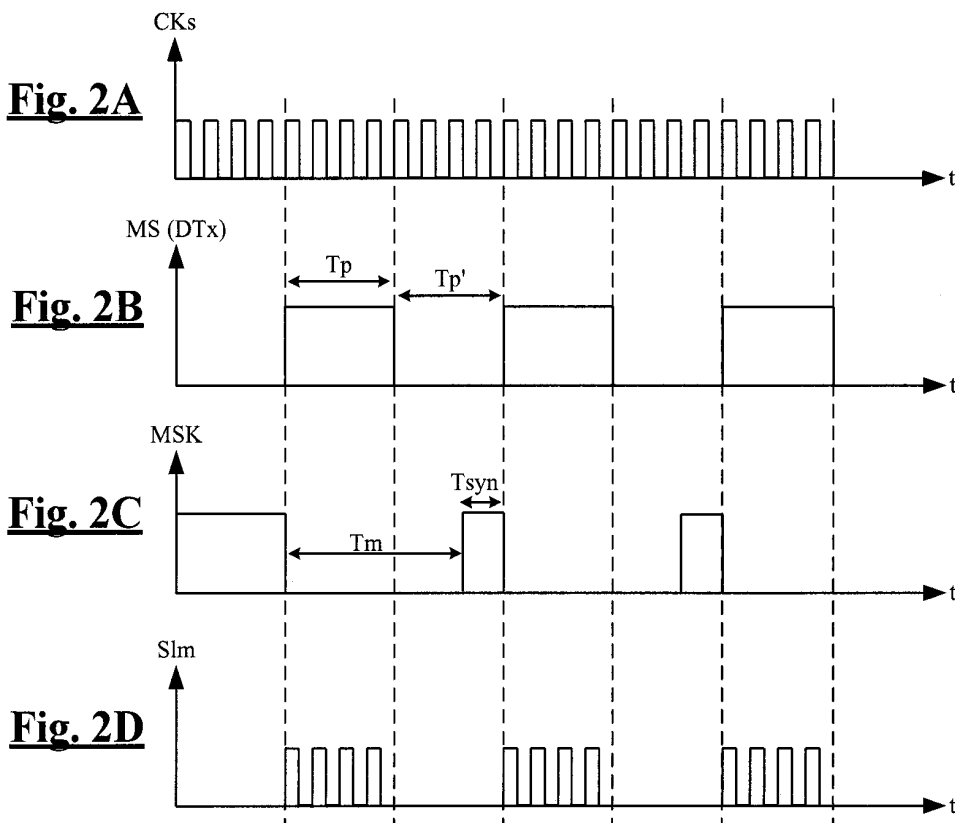 CKs
Fig. 2A
t
MS (DTx)
Tp
Tp'
Fig. 2B
t
MSK
Tsyn
Fig. 2C
Tm
t
Slm
Fig. 2D
t